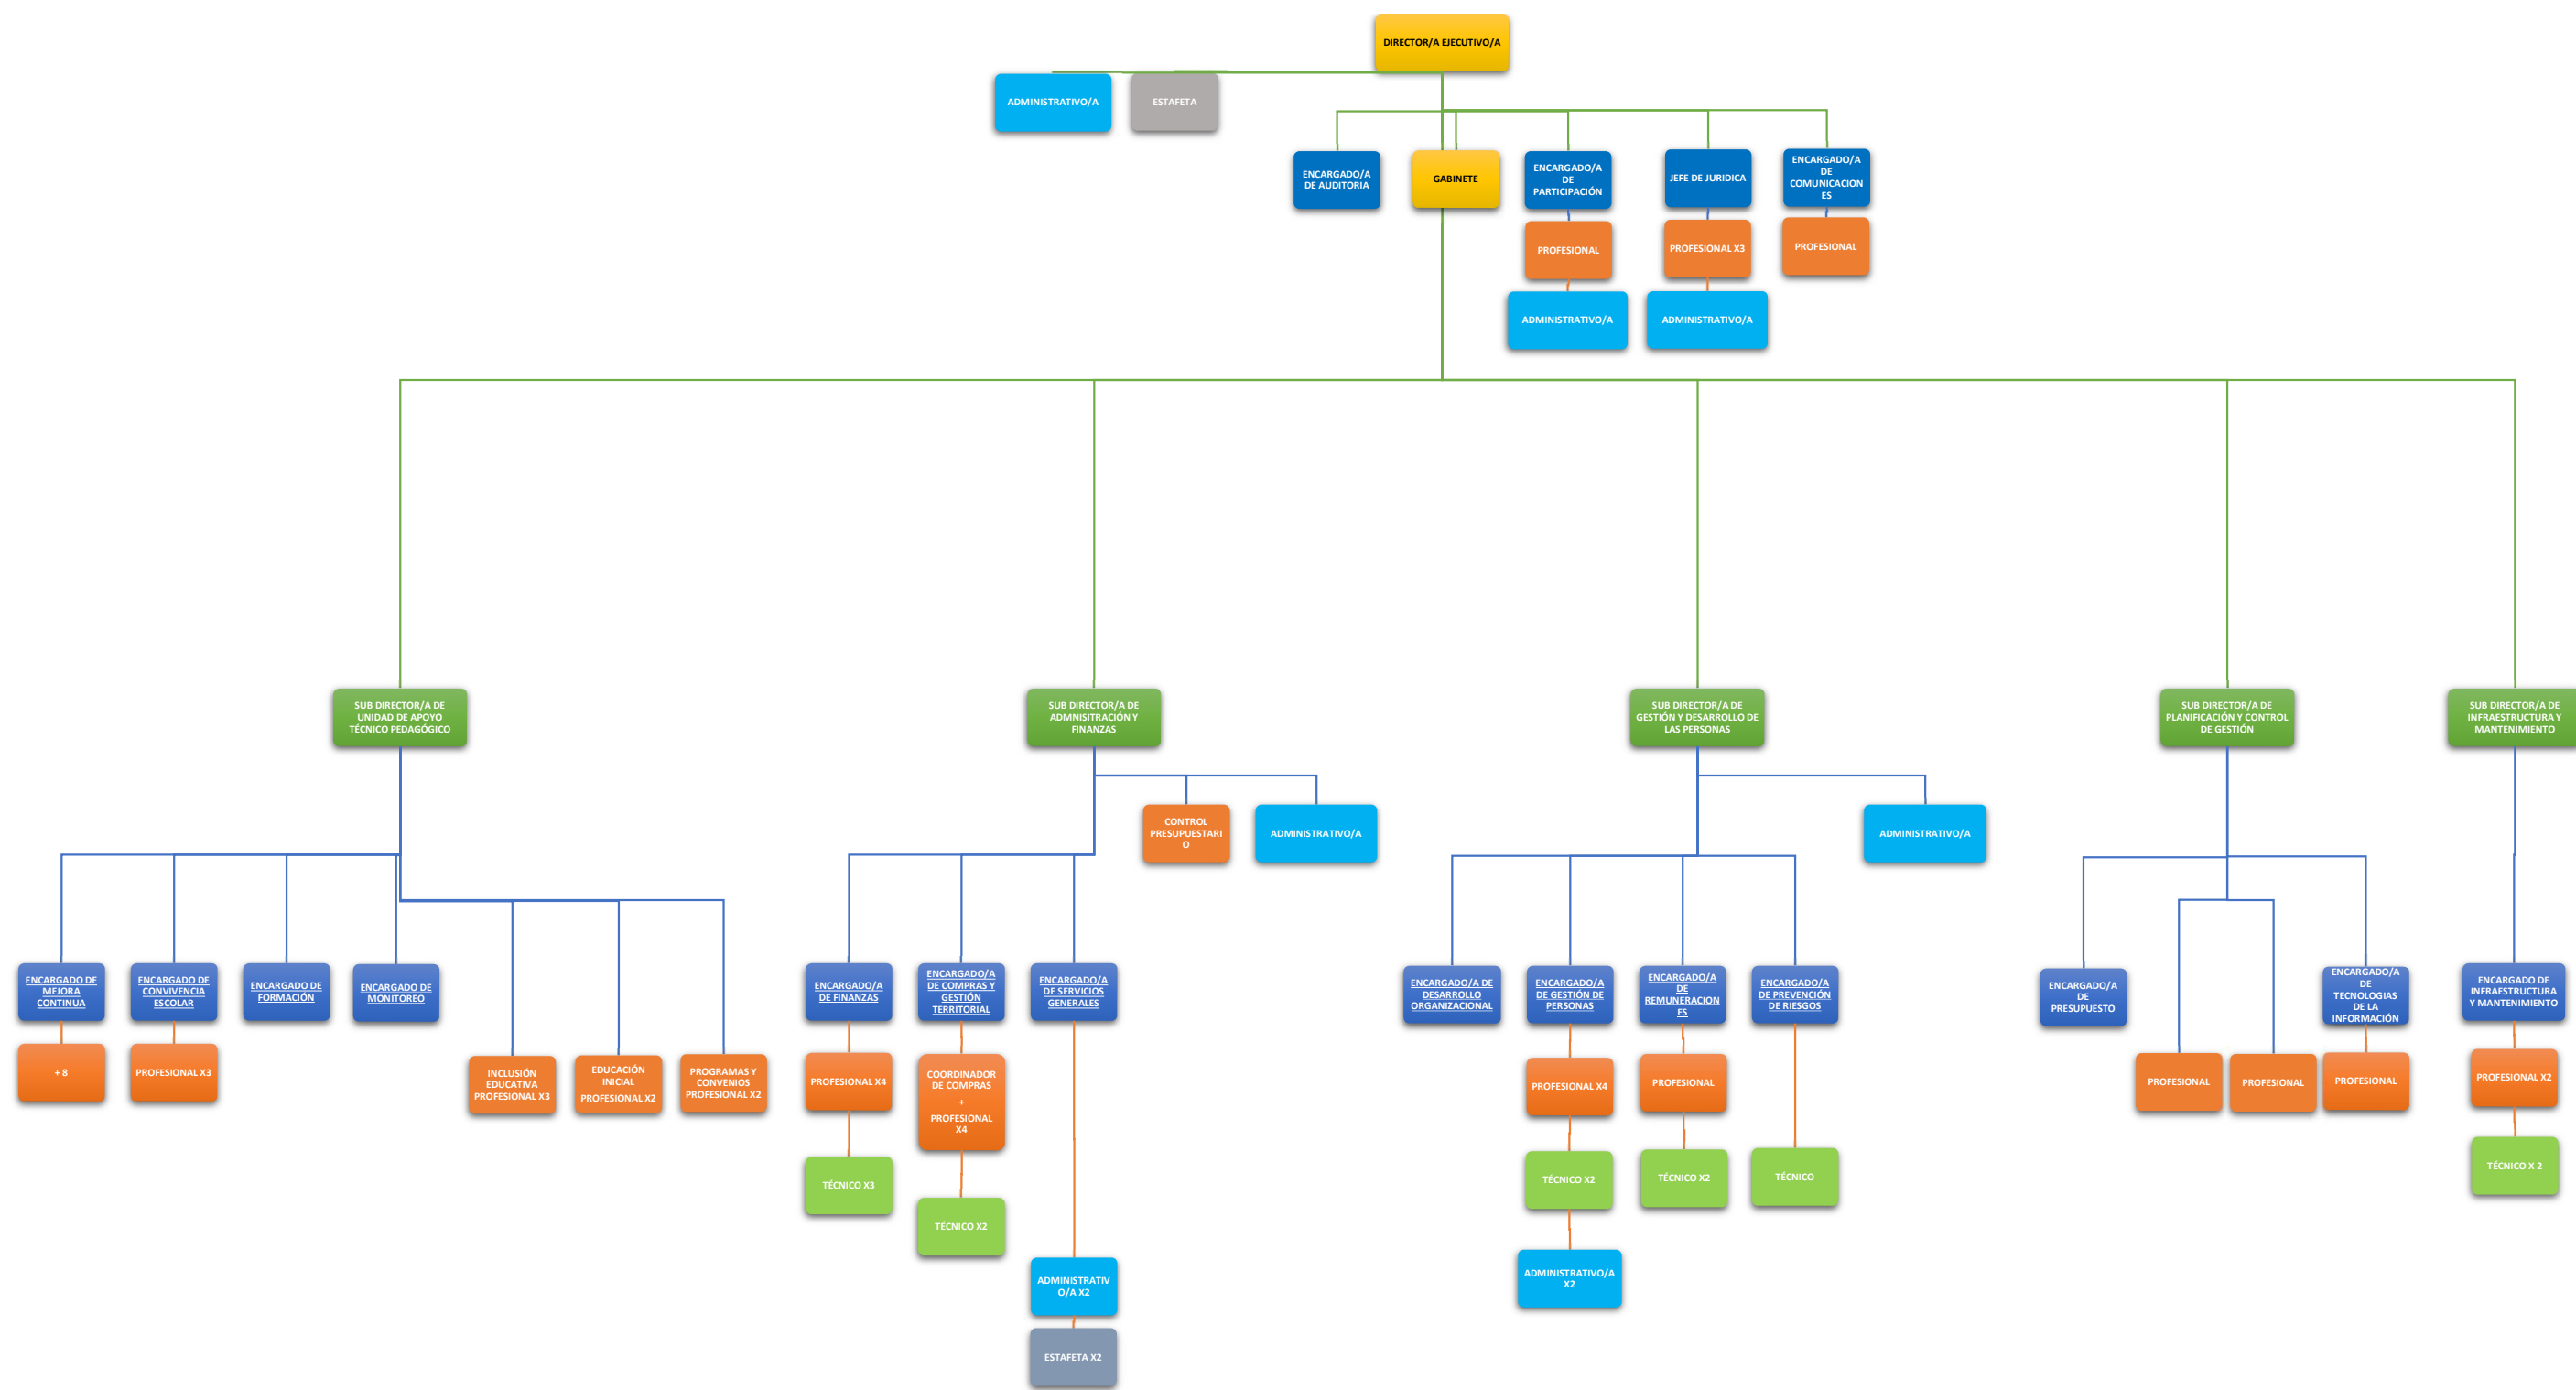 DIRECTOR/A EJECUTIVO/A
ADMINISTRATIVO/A
ESTAFETA
ENCARGADO/A
DE AUDITORIA
GABINETE
ENCARGADO/A
DE
PARTICIPACIÓN
JEFE DE JURIDICA
ENCARGADO/A
DE
COMUNICACION
ES
PROFESIONAL
PROFESIONAL X3
PROFESIONAL
ADMINISTRATIVO/A
ADMINISTRATIVO/A
SUB DIRECTOR/A DE
UNIDAD DE APOYO
TÉCNICO PEDAGÓGICO
SUB DIRECTOR/A DE
ADMNISITRACIÓN Y
FINANZAS
SUB DIRECTOR/A DE
GESTIÓN Y DESARROLLO DE
LAS PERSONAS
SUB DIRECTOR/A DE
PLANIFICACIÓN Y CONTROL
DE GESTIÓN
SUB DIRECTOR/A DE
INFRAESTRUCTURA Y
MANTENIMIENTO
CONTROL
PRESUPUESTARI
O
ADMINISTRATIVO/A
ADMINISTRATIVO/A
ENCARGADO DE
MEJORA
CONTINUA
ENCARGADO DE
CONVIVENCIA
ESCOLAR
ENCARGADO DE
FORMACIÓN
ENCARGADO DE
MONITOREO
ENCARGADO/A
DE FINANZAS
ENCARGADO/A
DE COMPRAS Y
GESTIÓN
TERRITORIAL
ENCARGADO/A
DE SERVICIOS
GENERALES
ENCARGADO/A DE
DESARROLLO
ORGANIZACIONAL
ENCARGADO/A
DE GESTIÓN DE
PERSONAS
ENCARGADO/A
DE
REMUNERACION
ES
ENCARGADO/A
DE PREVENCIÓN
DE RIESGOS
ENCARGADO/A
DE
PRESUPUESTO
ENCARGADO/A
DE
TECNOLOGIAS
DE LA
INFORMACIÓN
ENCARGADO DE
INFRAESTRUCTURA
Y MANTENIMIENTO
+ 8
PROFESIONAL X3
INCLUSIÓN
EDUCATIVA
PROFESIONAL X3
EDUCACIÓN
INICIAL
PROFESIONAL X2
PROGRAMAS Y
CONVENIOS
PROFESIONAL X2
PROFESIONAL X4
COORDINADOR
DE COMPRAS
+
PROFESIONAL
X4
PROFESIONAL X4
PROFESIONAL
PROFESIONAL
PROFESIONAL
PROFESIONAL
PROFESIONAL X2
TÉCNICO X3
TÉCNICO X2
TÉCNICO X2
TÉCNICO X2
TÉCNICO
TÉCNICO X 2
ADMINISTRATIV
O/A X2
ADMINISTRATIVO/A
X2
ESTAFETA X2